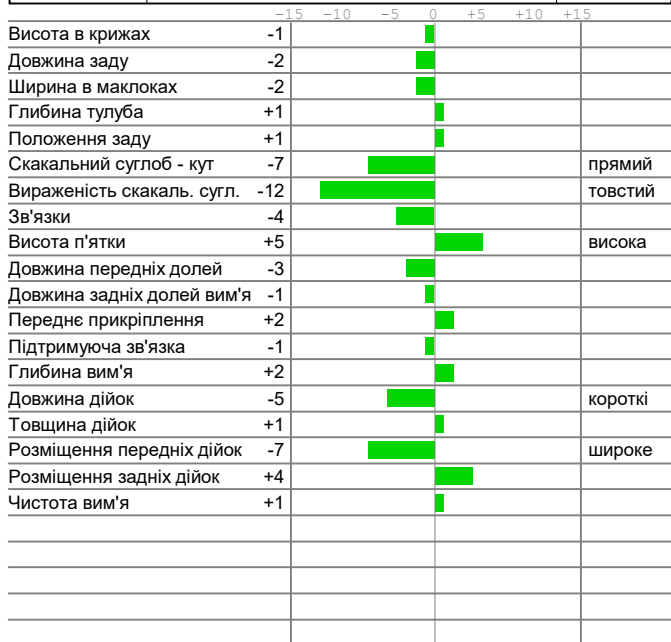 -15 -10 -5 0 +5 +10 +15
Висота в крижах -1
Довжина заду -2
Ширина в маклоках -2
Глибина тулуба +1
Положення заду +1
Скакальний суглоб - кут -7 прямий
Вираженість скакаль. сугл. -12 товстий
Зв'язки -4
Висота п'ятки +5 висока
Довжина передніх долей -3
Довжина задніх долей вим'я -1
Переднє прикріплення +2
Підтримуюча зв'язка -1
Глибина вим'я +2
Довжина дійок -5 короткі
Товщина дійок +1
Розміщення передніх дійок -7 широке
Розміщення задніх дійок +4
Чистота вим'я +1